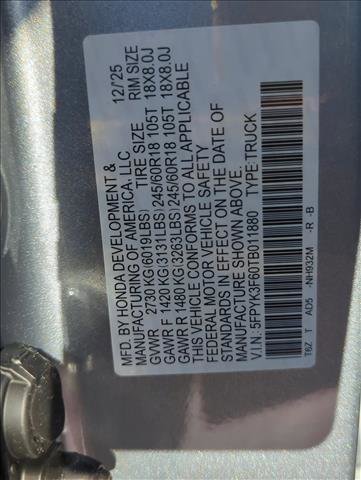 MFD. BY HONDA DEVELOPMENT & 12/'25
MANUFACTURING OF AMERICA, LLC
GVWR 2730 KG(6019LBS) TIRE SIZE RIM SIZE
GAWR F 1420 KG(3131LBS)245/60R18 105T 18X8.0J
GAWR R 1480 KG(3263LBS)245/60R18 105T 18X8.0J
THIS VEHICLE CONFORMS TO ALL APPLICABLE
FEDERAL MOTOR VEHICLE SAFETY
STANDARDS IN EFFECT ON THE DATE OF
MANUFACTURE SHOWN ABOVE.
V.I.N.: 5FPYK3F60TB011880 TYPE:TRUCK
T6Z T AD5 -NH932M -R -B